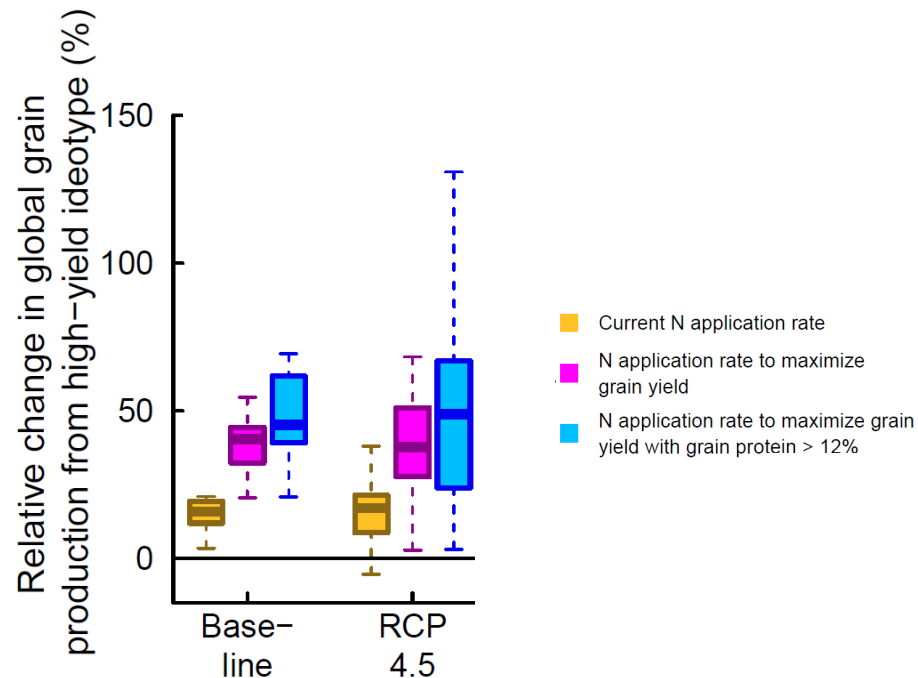 Relative change in global grain
production from high−yield ideotype (%)
150
100
50
0
Base−
line
RCP
4.5
Current N application rate
N application rate to maximize
grain yield
N application rate to maximize grain
yield with grain protein > 12%